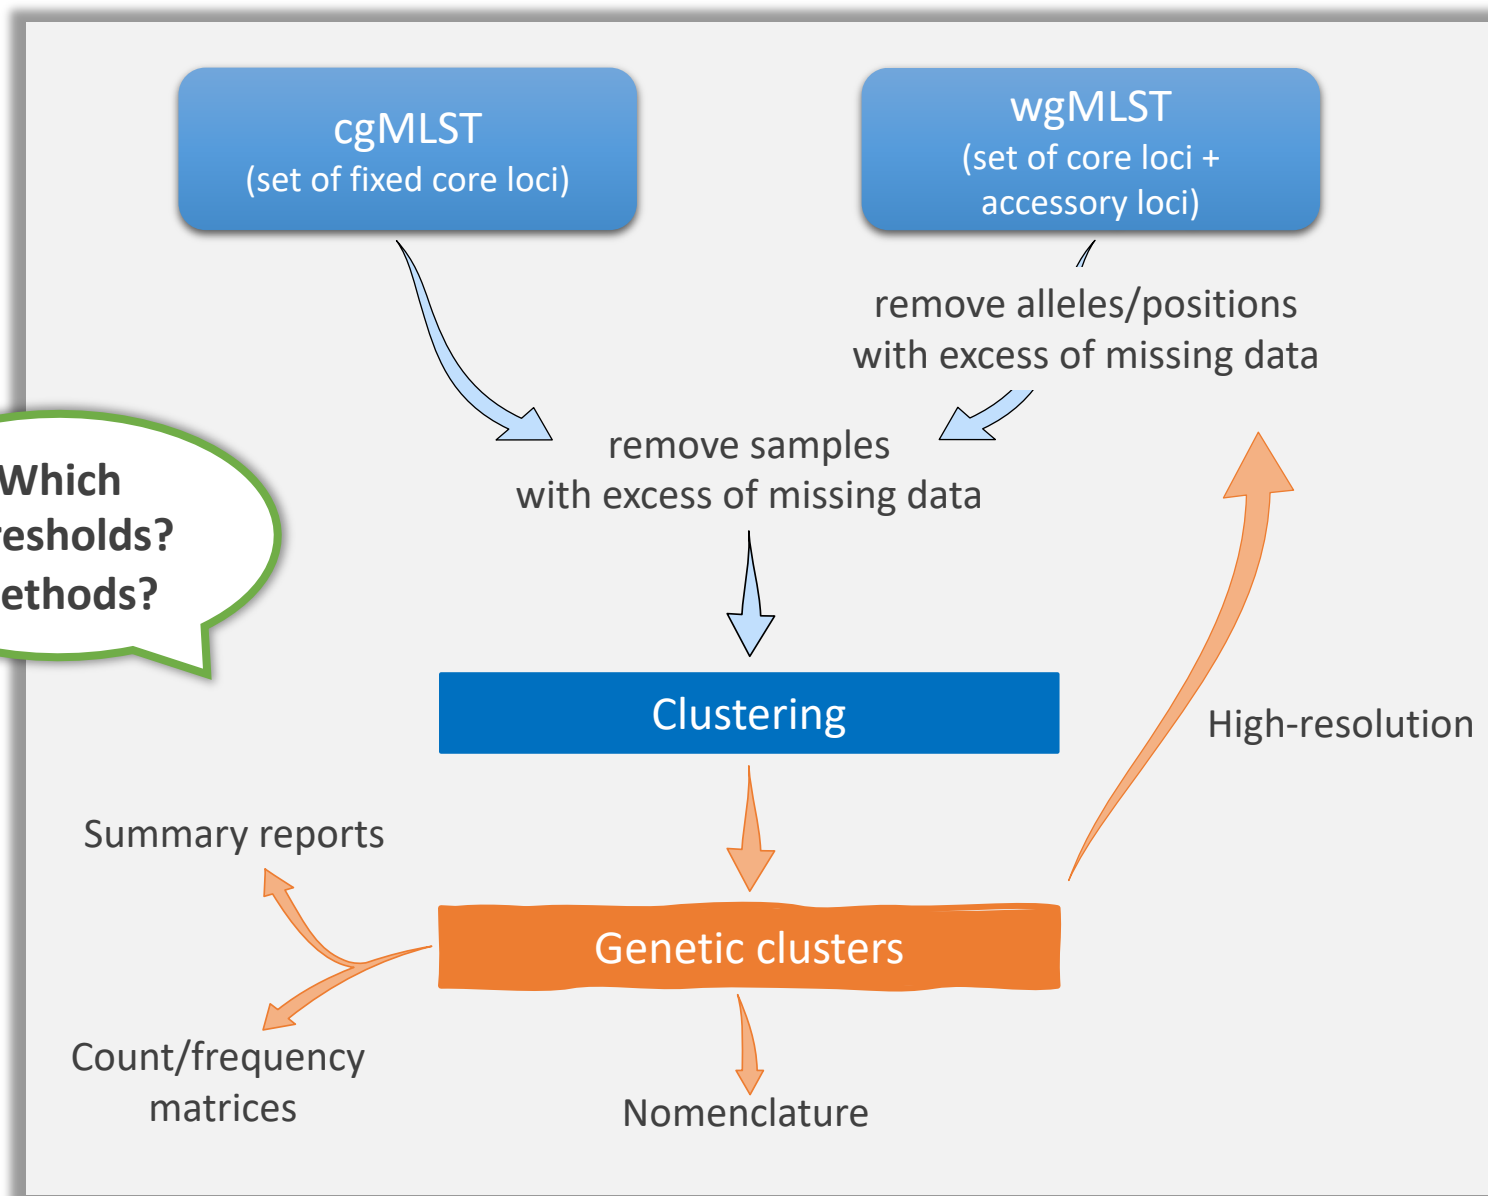 cgMLST
(set of fixed core loci)
wgMLST
(set of core loci +
accessory loci)
remove alleles/positions
with excess of missing data
remove samples
with excess of missing data
Which
resholds?
ethods?
Clustering
High-resolution
Summary reports
Genetic clusters
Count/frequency
matrices
Nomenclature